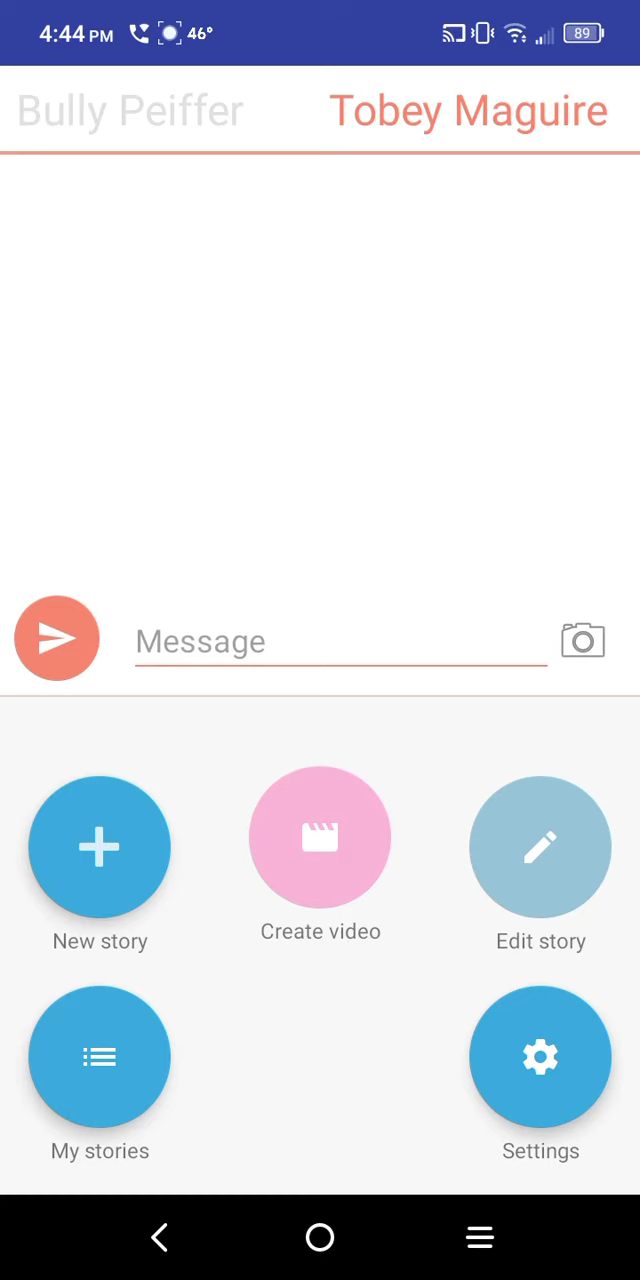 4:44 PM 46° 89
Bully Peiffer Tobey Maguire
Message
New story Create video Edit story
My stories Settings